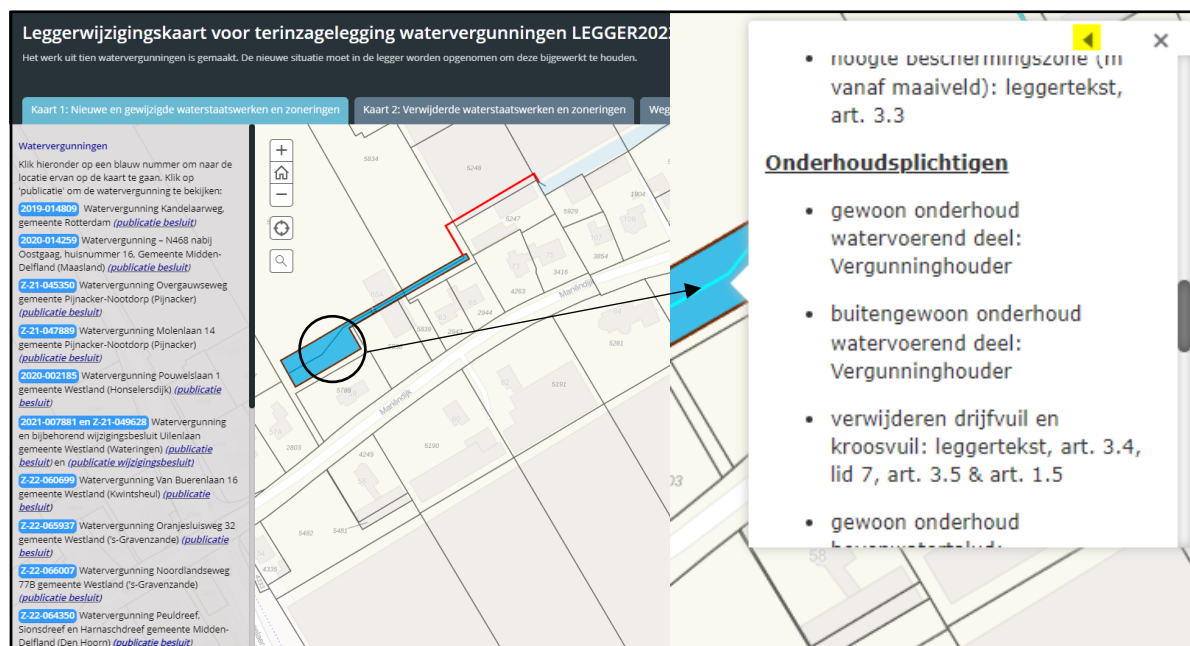 Leggerwijzigingskaart voor terinzagelegging watervergunningen LEGGER202
Het werk uit tien watervergunningen is gemaakt. De nieuwe situatie moet in de legger worden opgenomen om deze bijgewerkt te houden.
Kaart 1: Nieuwe en gewijzigde waterstaatswerken en zoneringen
Kaart 2: Verwijderde waterstaatswerken en zoneringen
Weg
Watervergunningen
Klik hieronder op een blauw nummer om naar de
locatie ervan op de kaart te gaan. Klik op
'publicatie' om de watervergunning te bekijken:
2019-014809 Watervergunning Kandelaarweg,
gemeente Rotterdam (publicatie besluit)
2020-014259 Watervergunning – N468 nabij
Oostgaag, huisnummer 16, Gemeente Midden-
Delfland (Maasland) (publicatie besluit)
Z-21-045350 Watervergunning Overgauwseweg
gemeente Pijnacker-Nootdorp (Pijnacker)
(publicatie besluit)
Z-21-047889 Watervergunning Molenlaan 14
gemeente Pijnacker-Nootdorp (Pijnacker)
(publicatie besluit)
2020-002185 Watervergunning Pouwelslaan 1
gemeente Westland (Honselersdijk) (publicatie
besluit)
2021-007881 en Z-21-049628 Watervergunning
en bijbehorend wijzigingsbesluit Uilenlaan
gemeente Westland (Wateringen) (publicatie
besluit) en (publicatie wijzigingsbesluit)
Z-22-060699 Watervergunning Van Buerenlaan 16
gemeente Westland (Kwintsheul) (publicatie
besluit)
Z-22-065937 Watervergunning Oranjesluisweg 32
gemeente Westland ('s-Gravenzande) (publicatie
besluit)
Z-22-066007 Watervergunning Noordlandseweg
77B gemeente Westland ('s-Gravenzande)
(publicatie besluit)
Z-22-064350 Watervergunning Peuldreef,
Sionsdreef en Harnaschdreef gemeente Midden-
Delfland (Den Hoorn) (publicatie besluit)
5834
5248
5247
5929
1904
3854
3416
4263
Mariëndijk
2944
2943
5839
5281
5191
5798
Mariëndijk
2803
4249
5190
5482
5481
4335
hoogte beschermingszone (m
vanaf maaiveld): leggertekst,
art. 3.3
Onderhoudsplichtigen
gewoon onderhoud
watervoerend deel:
Vergunninghouder
buitengewoon onderhoud
watervoerend deel:
Vergunninghouder
verwijderen drijfvuil en
kroosvuil: leggertekst, art. 3.4,
lid 7, art. 3.5 & art. 1.5
gewoon onderhoud
bovenwatertalud:
58